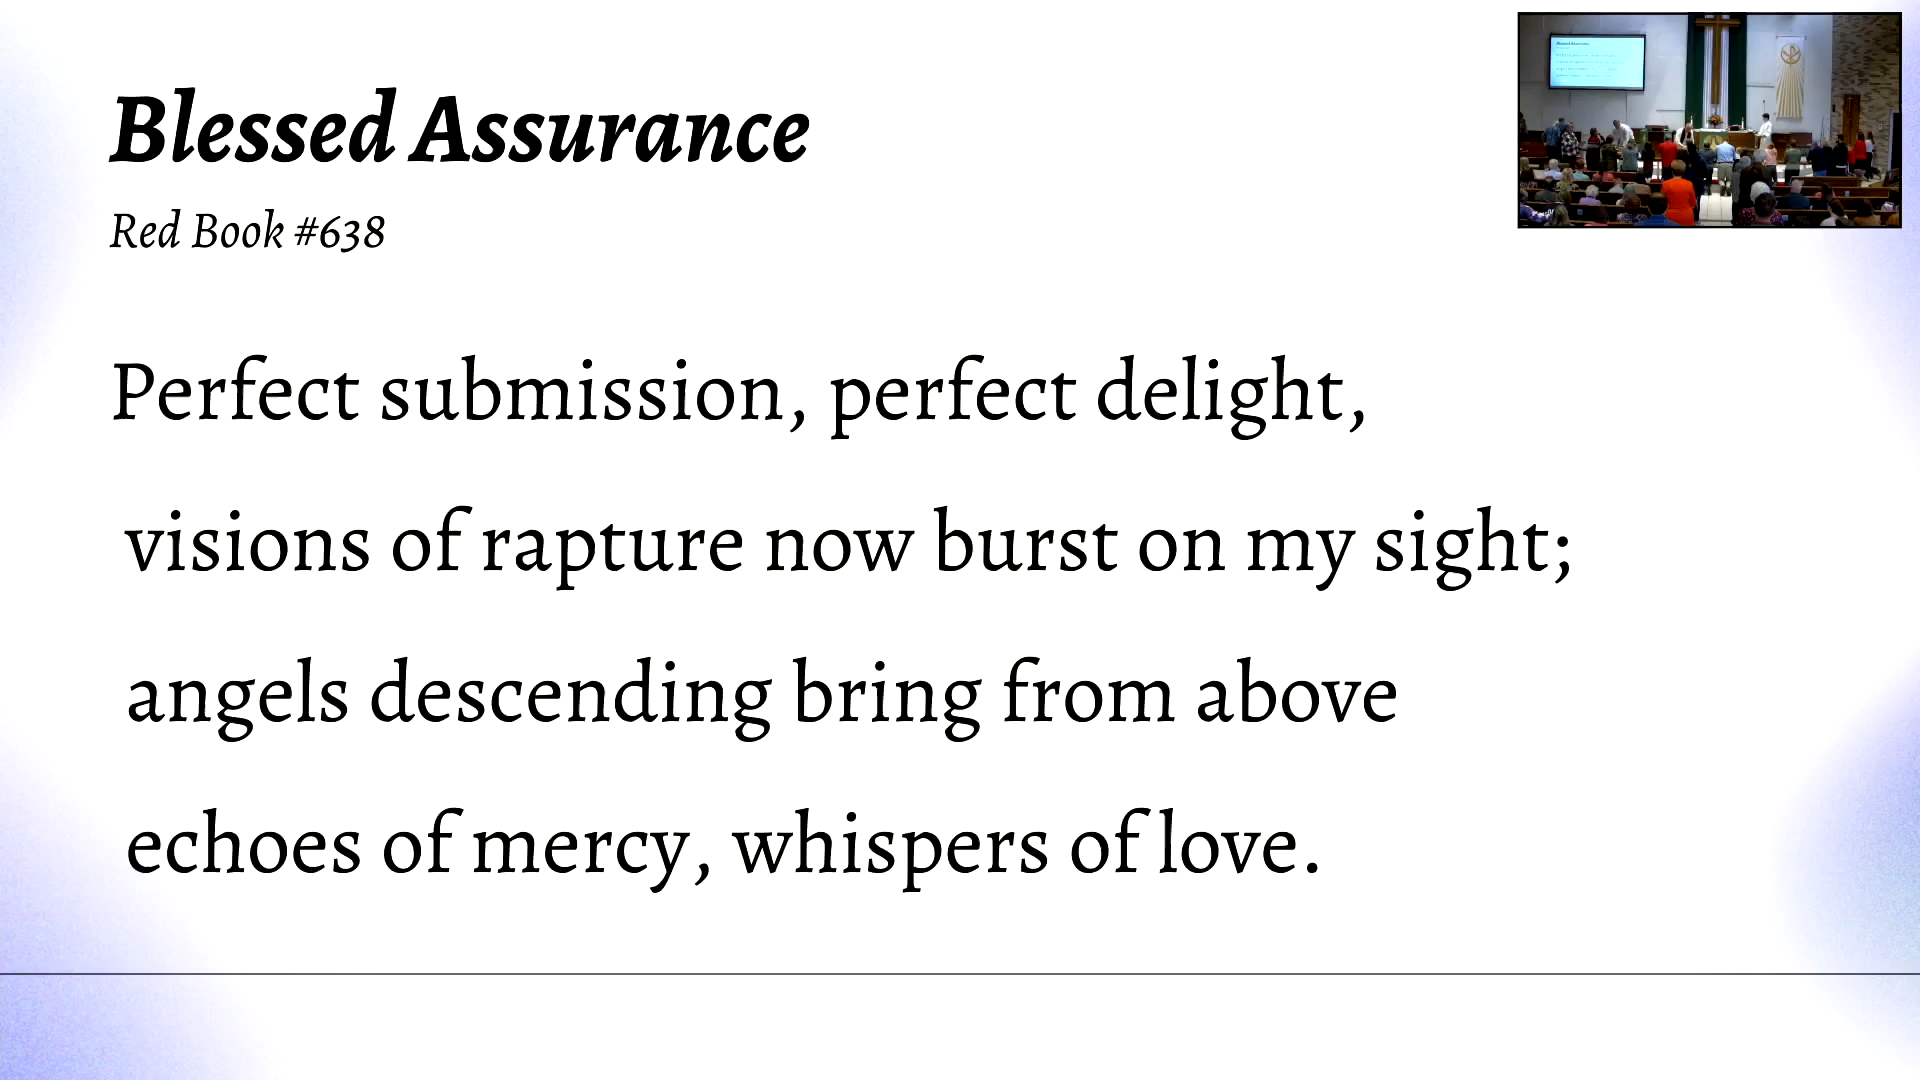 Blessed Assurance
Red Book #638
Perfect submission, perfect delight,
visions of rapture now burst on my sight;
angels descending bring from above
echoes of mercy, whispers of love.